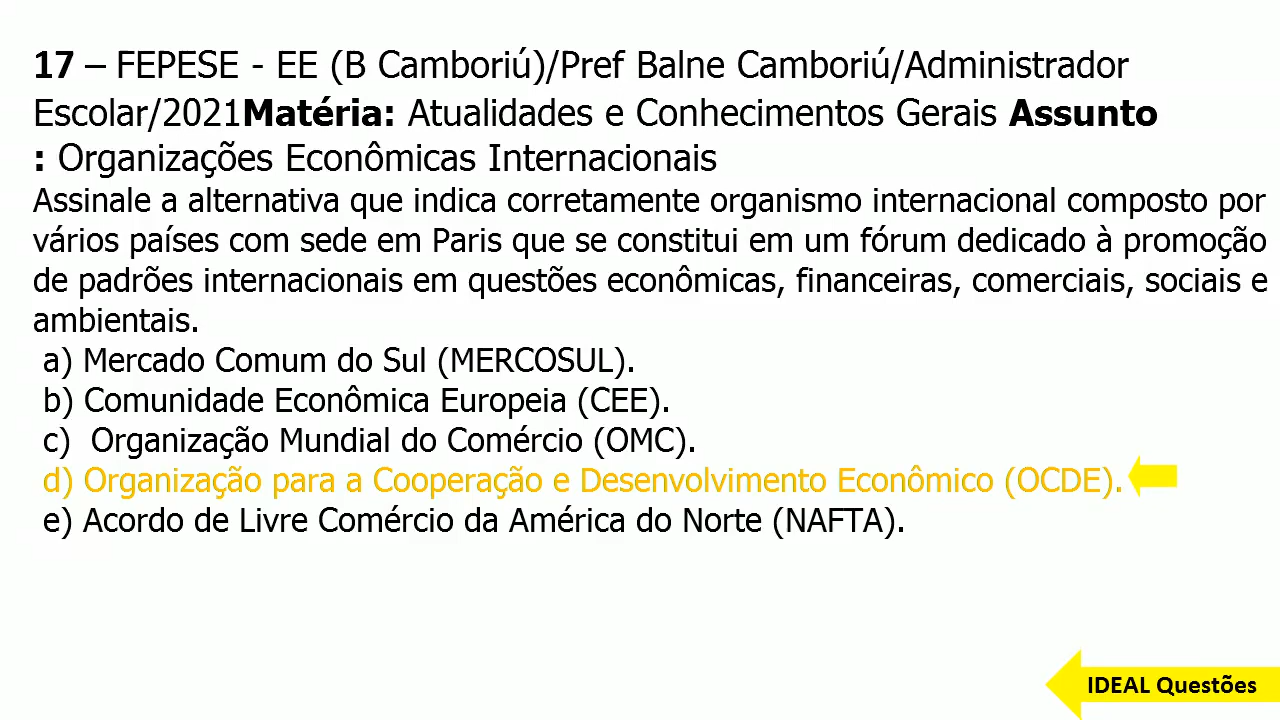 17 – FEPESE - EE (B Camboriú)/Pref Balne Camboriú/Administrador
Escolar/2021Matéria: Atualidades e Conhecimentos Gerais Assunto
: Organizações Econômicas Internacionais
Assinale a alternativa que indica corretamente organismo internacional composto por
vários países com sede em Paris que se constitui em um fórum dedicado à promoção
de padrões internacionais em questões econômicas, financeiras, comerciais, sociais e
ambientais.
a) Mercado Comum do Sul (MERCOSUL).
b) Comunidade Econômica Europeia (CEE).
c) Organização Mundial do Comércio (OMC).
d) Organização para a Cooperação e Desenvolvimento Econômico (OCDE).
e) Acordo de Livre Comércio da América do Norte (NAFTA).
IDEAL Questões